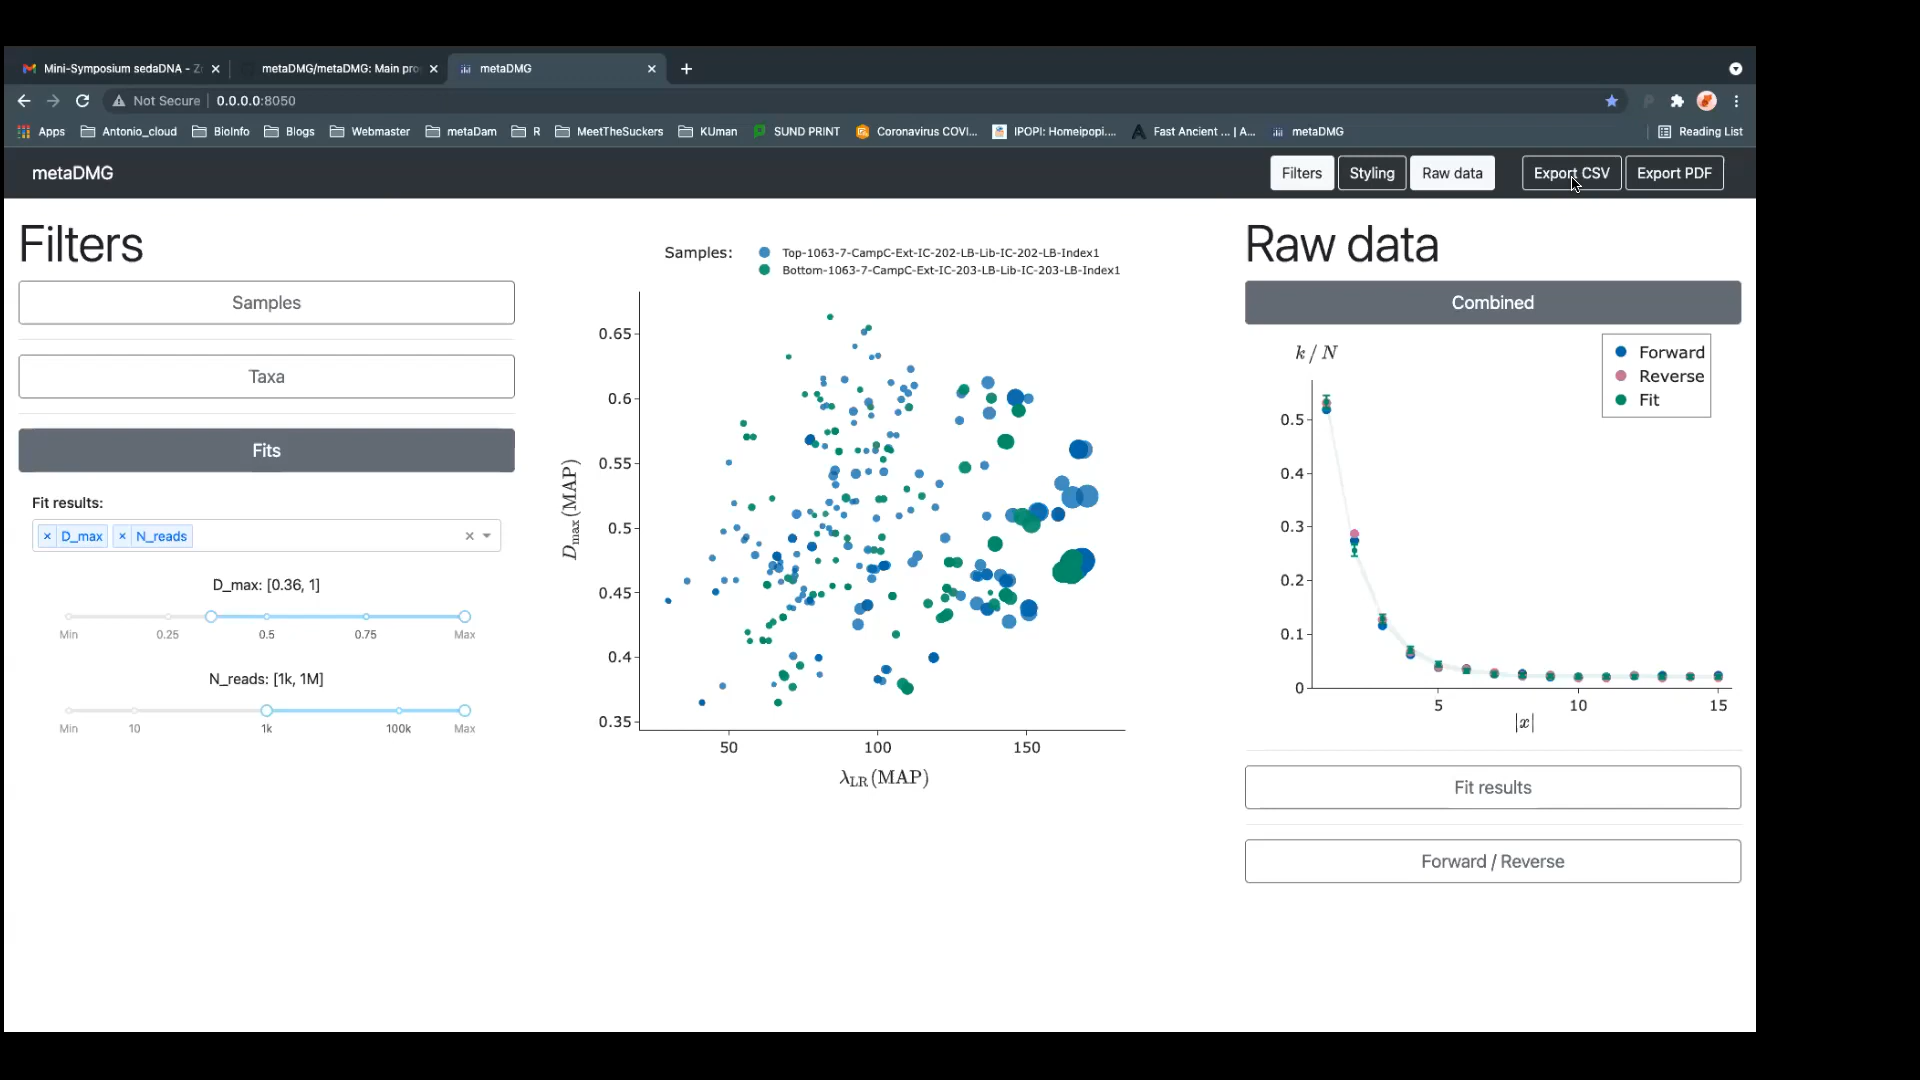 Mini-Symposium sedaDNA - Z
metaDMG/metaDMG: Main pro
metaDMG
Not Secure
0.0.0.0:8050
Apps
Antonio_cloud
BioInfo
Blogs
Webmaster
metaDam
R
MeetTheSuckers
KUman
SUND PRINT
Coronavirus COVI...
IPOPI: Homeipopi....
Fast Ancient ... | A...
metaDMG
Reading List
metaDMG
Filters
Styling
Raw data
Export CSV
Export PDF
Filters
Samples
Taxa
Fits
Fit results:
× D_max × N_reads
D_max: [0.36, 1]
Min 0.25 0.5 0.75 Max
N_reads: [1k, 1M]
Min 10 1k 100k Max
Samples:
Top-1063-7-CampC-Ext-IC-202-LB-Lib-IC-202-LB-Index1
Bottom-1063-7-CampC-Ext-IC-203-LB-Lib-IC-203-LB-Index1
0.65
0.6
0.55
0.5
0.45
0.4
0.35
Dmax(MAP)
50 100 150
λLR(MAP)
Raw data
Combined
k / N
Forward
Reverse
Fit
0.5
0.4
0.3
0.2
0.1
0
5 10 15
|x|
Fit results
Forward / Reverse